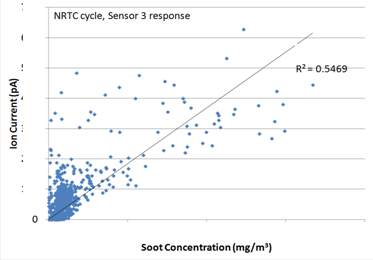 NRTC cycle, Sensor 3 response
R² = 0.5469
Ion Current (pA)
0
Soot Concentration (mg/m³)